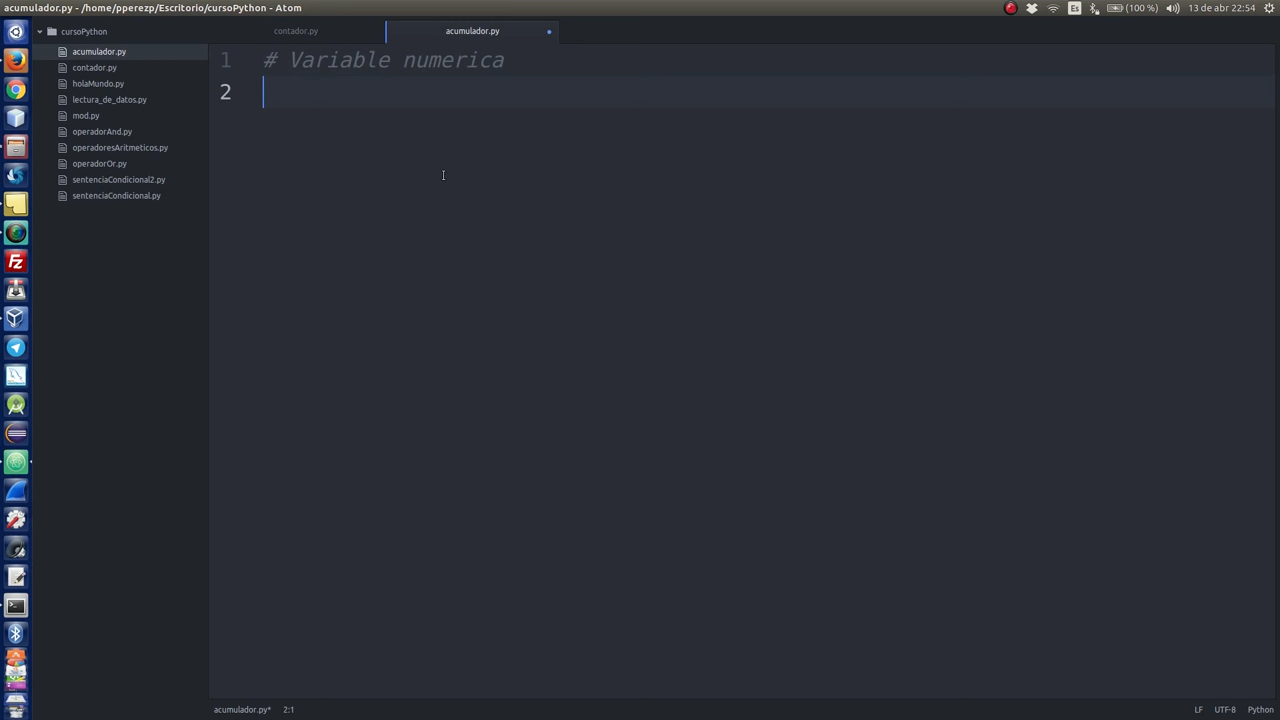 acumulador.py - /home/pperezp/Escritorio/cursoPython - Atom
Es
(100 %)
13 de abr 22:54
cursoPython
acumulador.py
contador.py
holaMundo.py
lectura_de_datos.py
mod.py
operadorAnd.py
operadoresAritmeticos.py
operadorOr.py
sentenciaCondicional2.py
sentenciaCondicional.py
contador.py
acumulador.py
1 # Variable numerica
2
acumulador.py* 2:1
LF UTF-8 Python